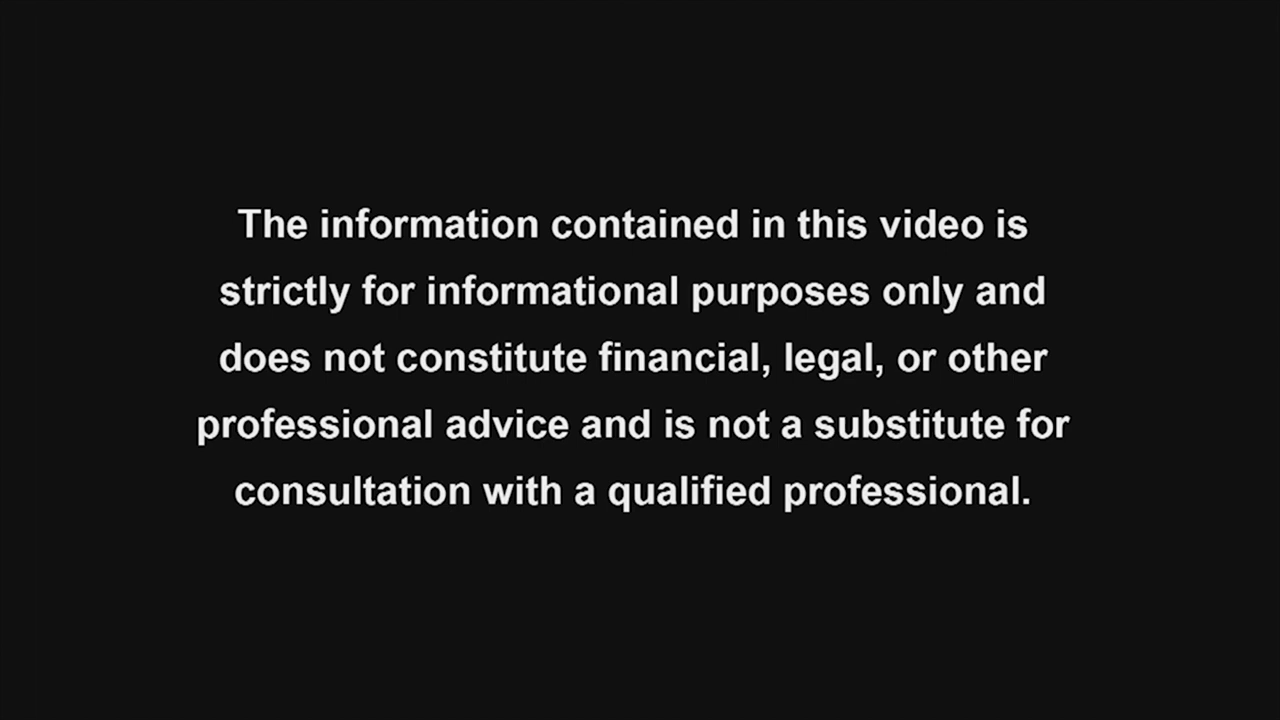 The information contained in this video is
strictly for informational purposes only and
does not constitute financial, legal, or other
professional advice and is not a substitute for
consultation with a qualified professional.